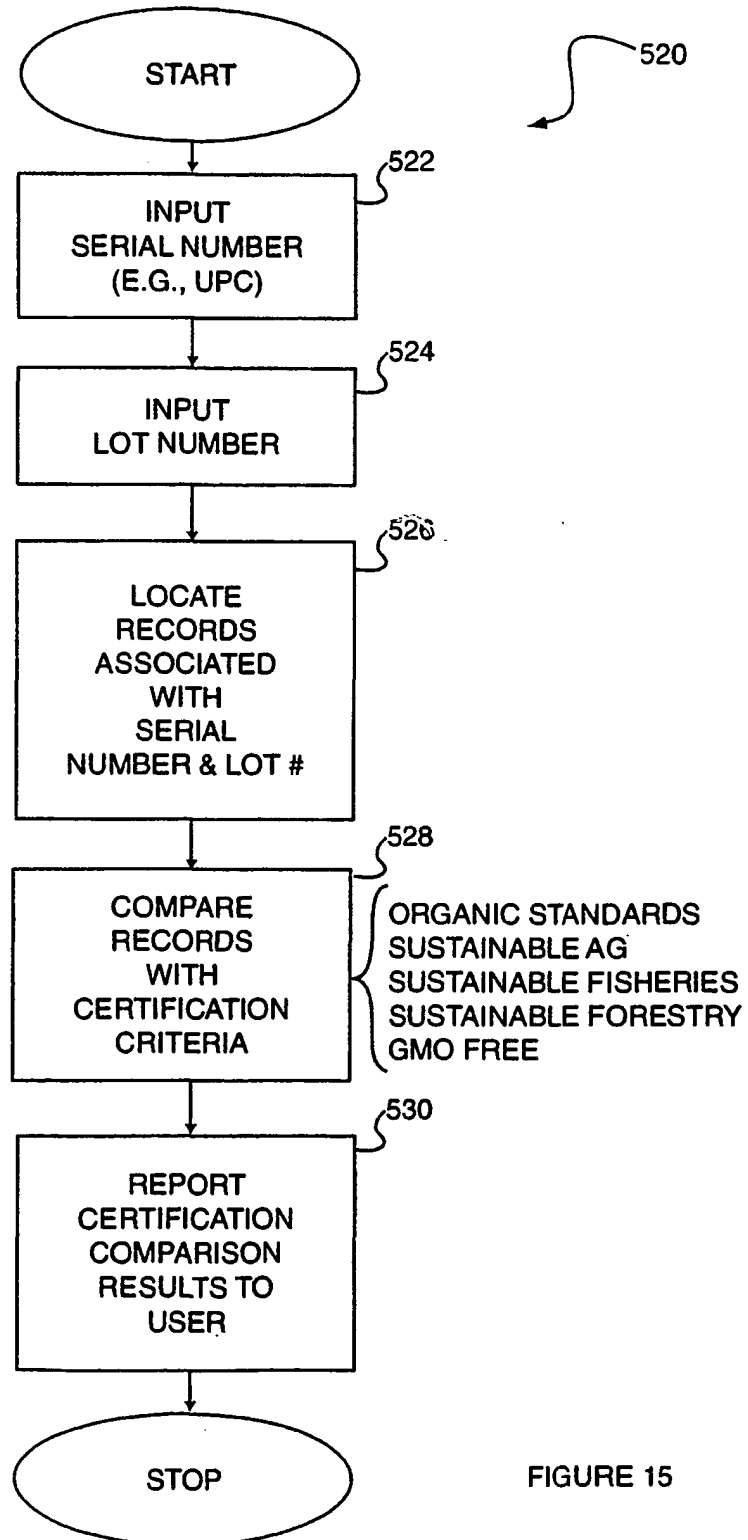 START
520
522
INPUT
SERIAL NUMBER
(E.G., UPC)
524
INPUT
LOT NUMBER
526
LOCATE
RECORDS
ASSOCIATED
WITH
SERIAL
NUMBER & LOT #
528
COMPARE
RECORDS
WITH
CERTIFICATION
CRITERIA
ORGANIC STANDARDS
SUSTAINABLE AG
SUSTAINABLE FISHERIES
SUSTAINABLE FORESTRY
GMO FREE
530
REPORT
CERTIFICATION
COMPARISON
RESULTS TO
USER
STOP
FIGURE 15